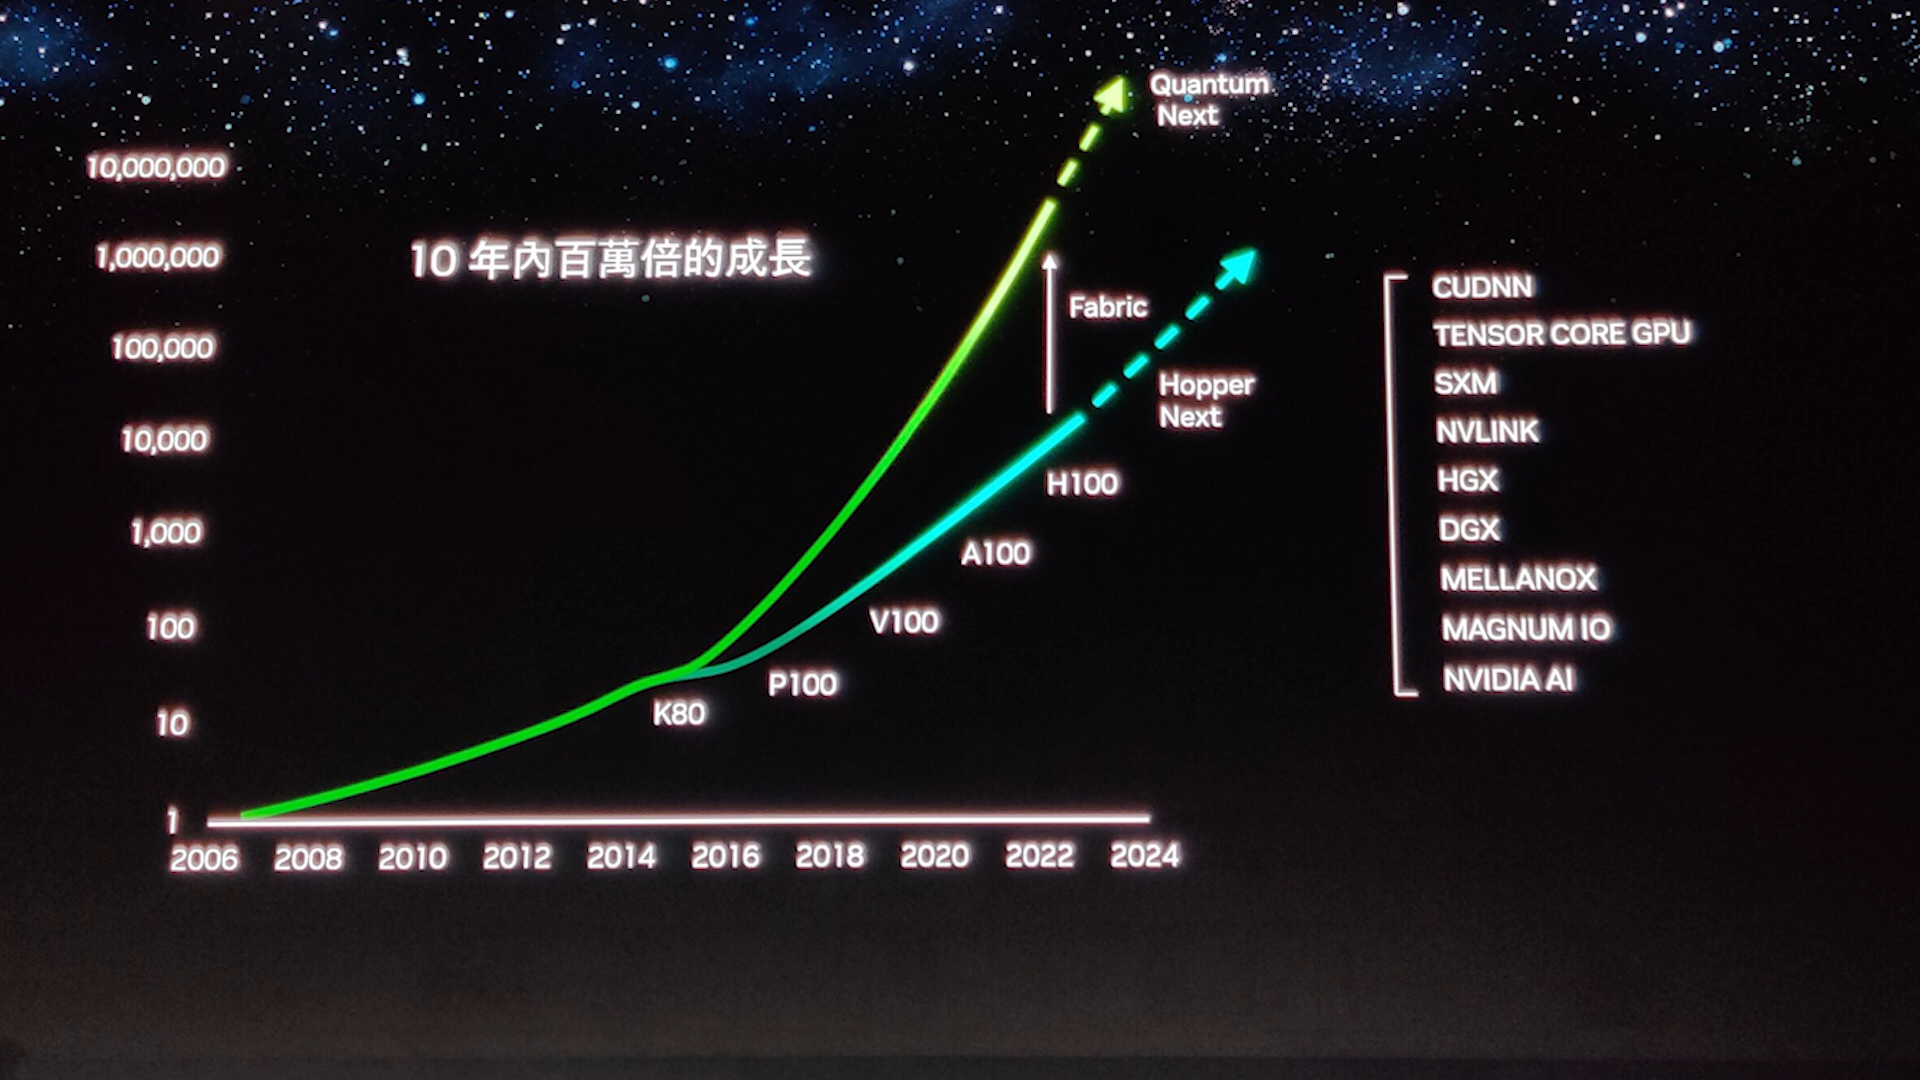 Quantum
Next
10,000,000
10 年內百萬倍的成長
1,000,000
Fabric
CUDNN
100,000
TENSOR CORE GPU
Hopper
Next
SXM
10,000
NVLINK
H100
HGX
1,000
A100
DGX
MELLANOX
100
V100
MAGNUM IO
P100
NVIDIA AI
K80
10
1
2006 2008 2010 2012 2014 2016 2018 2020 2022 2024